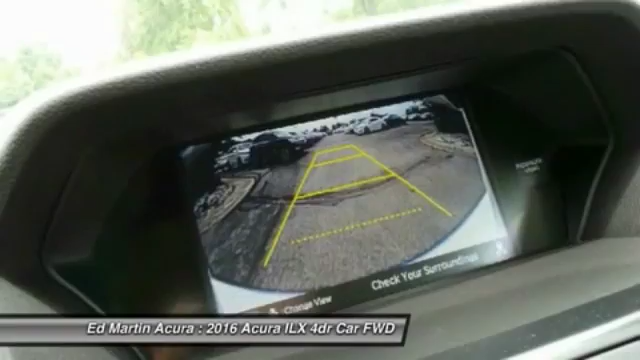 Check Your Surroundings
Change View
Ed Martin Acura : 2016 Acura ILX 4dr Car FWD